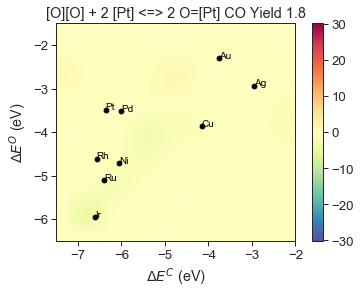 [O][O] + 2 [Pt] <=> 2 O=[Pt] CO Yield 1.8
−2
−3
−4
−5
−6
ΔE^O (eV)
Au
Ag
Pt
Pd
Cu
Rh
Ni
Ru
Ir
−7
−6
−5
−4
−3
−2
ΔE^C (eV)
30
20
10
0
−10
−20
−30